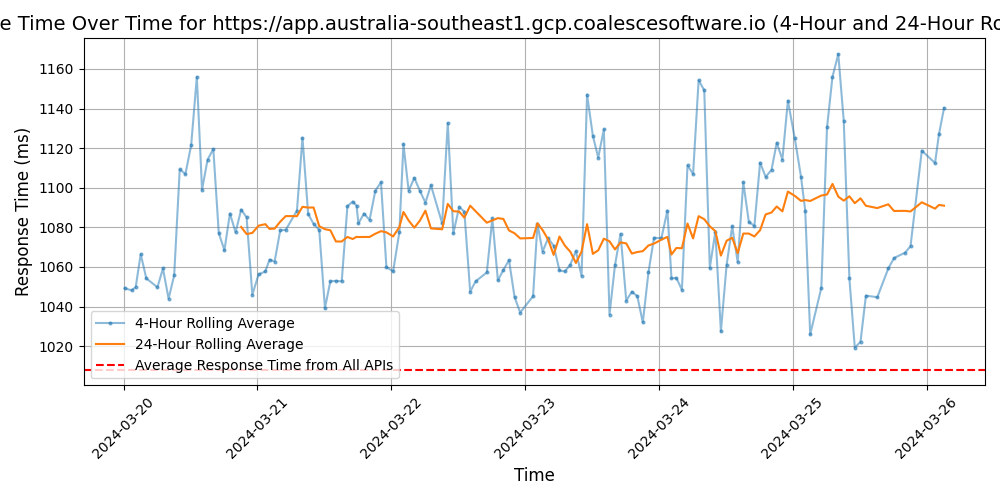 e Time Over Time for https://app.australia-southeast1.gcp.coalescesoftware.io (4-Hour and 24-Hour Ro
Response Time (ms)
1160
1140
1120
1100
1080
1060
1040
1020
4-Hour Rolling Average
24-Hour Rolling Average
Average Response Time from All APIs
2024-03-20
2024-03-21
2024-03-22
2024-03-23
2024-03-24
2024-03-25
2024-03-26
Time